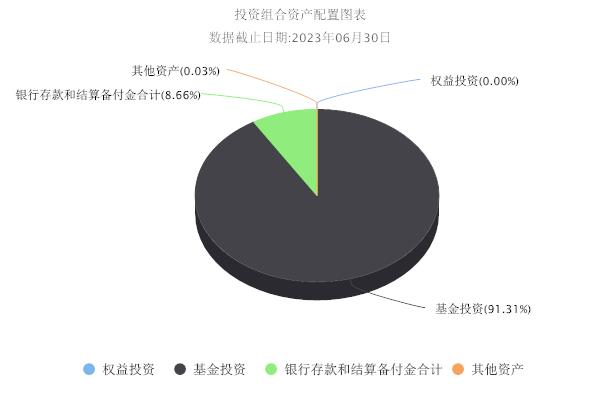 投资组合资产配置图表
数据截止日期:2023年06月30日
其他资产(0.03%)
权益投资(0.00%)
银行存款和结算备付金合计(8.66%)
基金投资(91.31%)
权益投资 基金投资 银行存款和结算备付金合计 其他资产